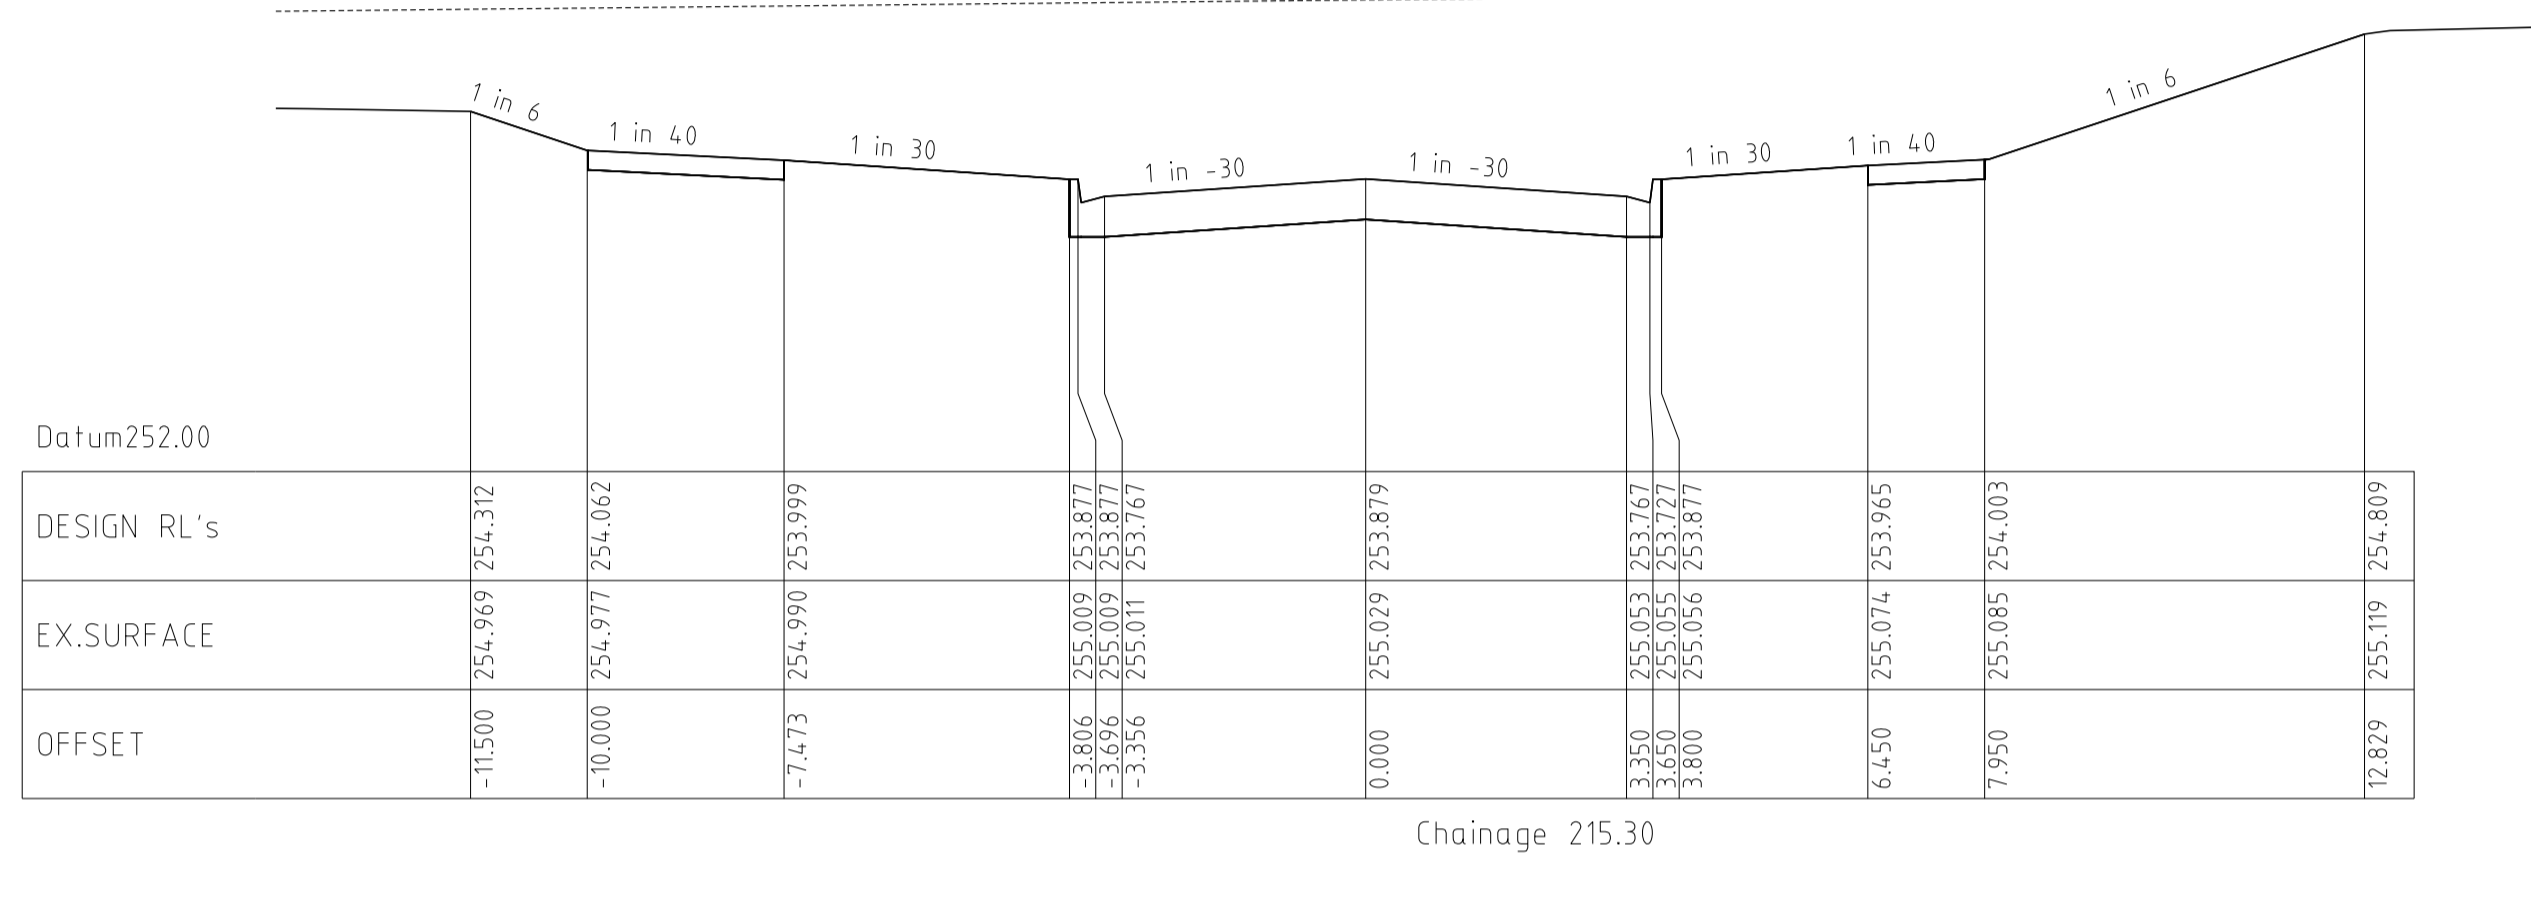 1 in 6
1 in 40
1 in 30
1 in -30
1 in -30
1 in 30
1 in 40
1 in 6
Datum252.00
DESIGN RL's 254.312 254.062 253.999 253.877 253.877 253.767 253.879 253.767 253.727 253.877 253.965 254.003 254.809
EX.SURFACE 254.969 254.977 254.990 255.009 255.009 255.011 255.029 255.053 255.055 255.056 255.074 255.085 255.119
OFFSET -11.500 -10.000 -7.473 -3.806 -3.696 -3.356 0.000 3.350 3.650 3.800 6.450 7.950 12.829
Chainage 215.30